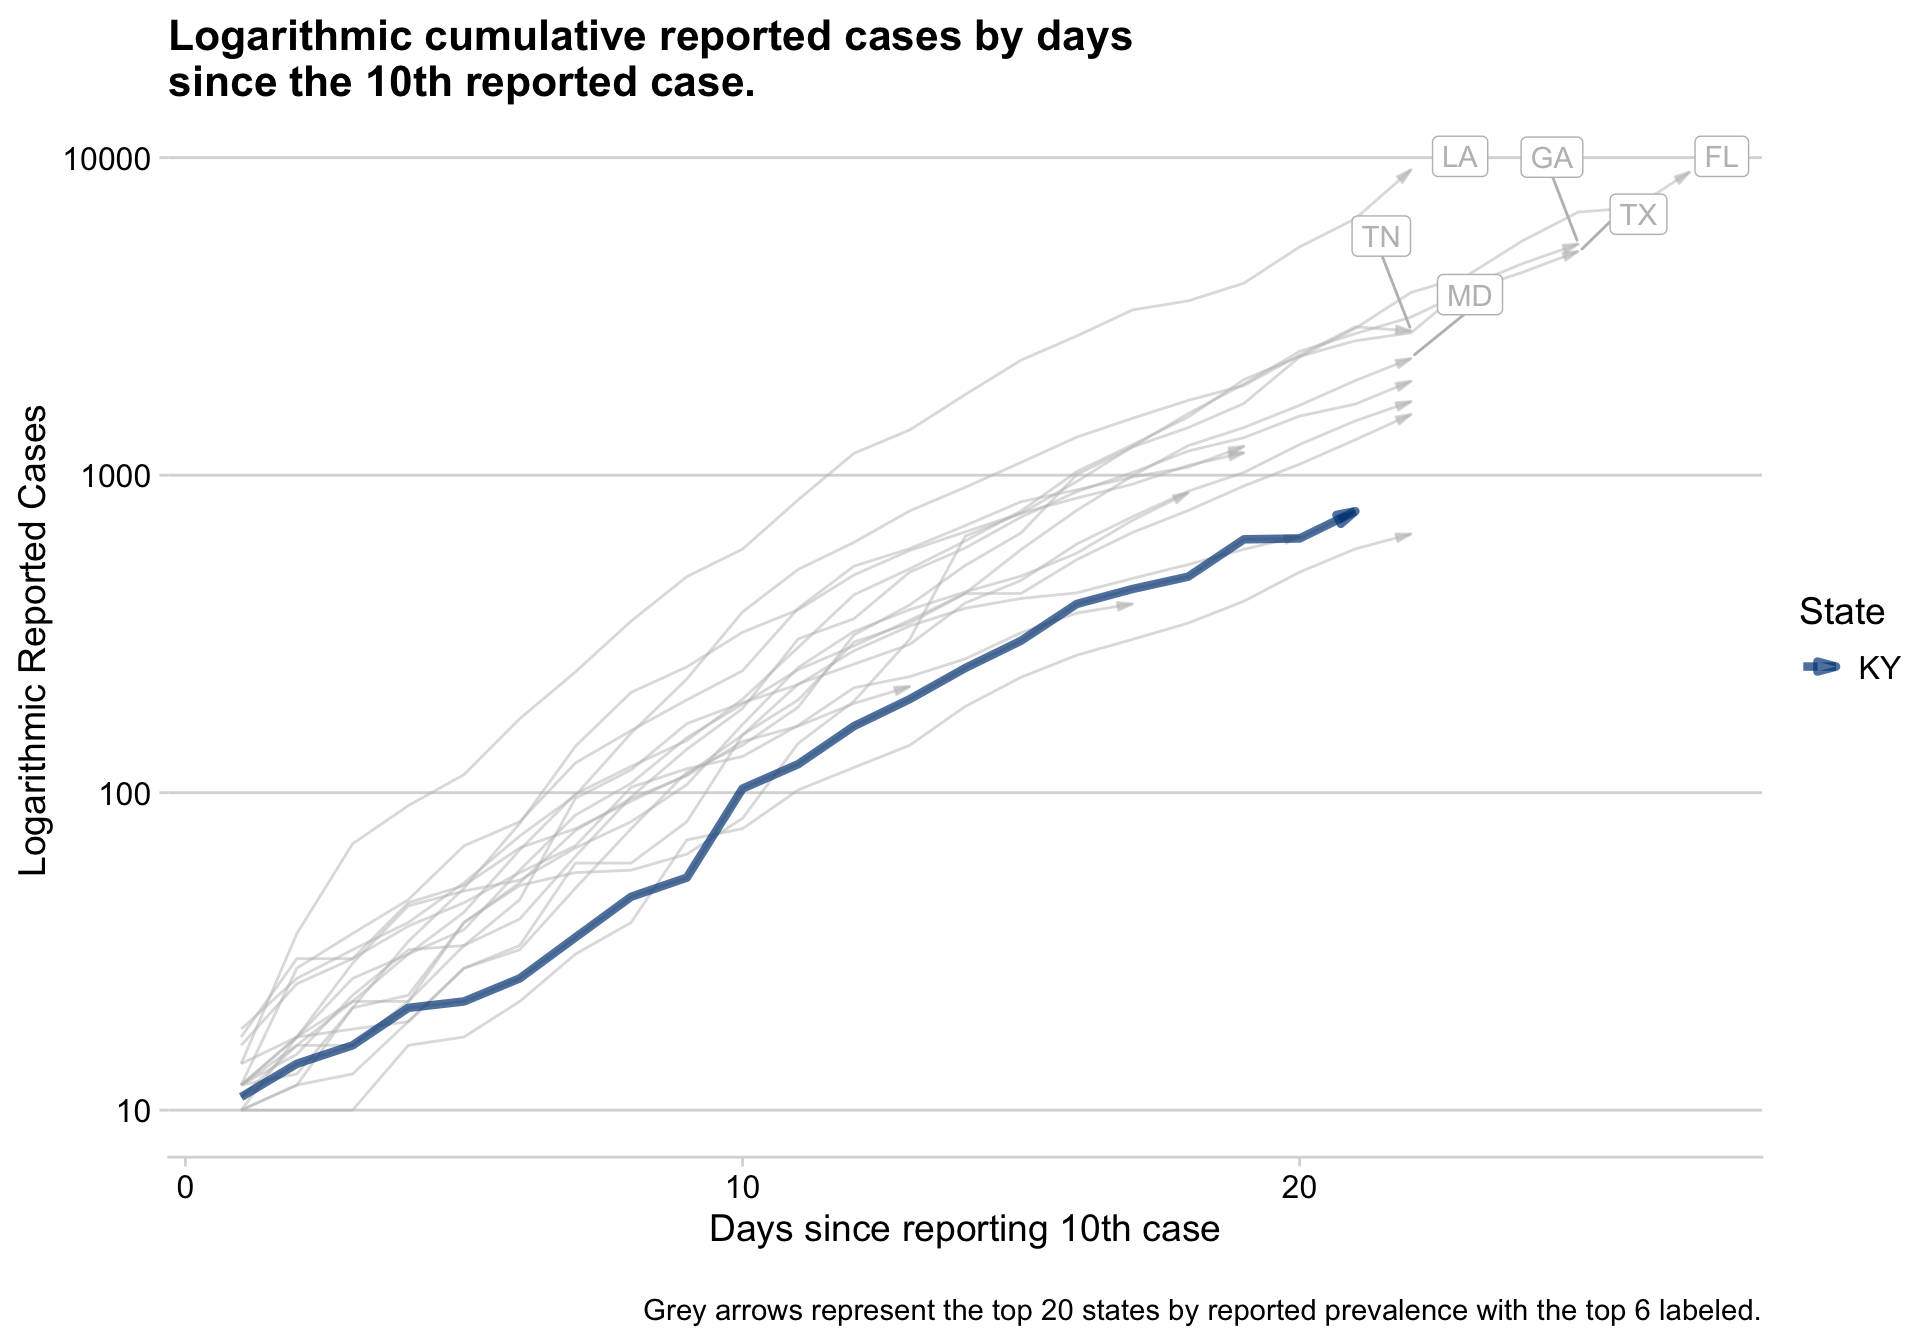 Logarithmic cumulative reported cases by days
since the 10th reported case.
10000
1000
100
10
Logarithmic Reported Cases
LA
GA
FL
TX
TN
MD
State
KY
0
10
20
Days since reporting 10th case
Grey arrows represent the top 20 states by reported prevalence with the top 6 labeled.